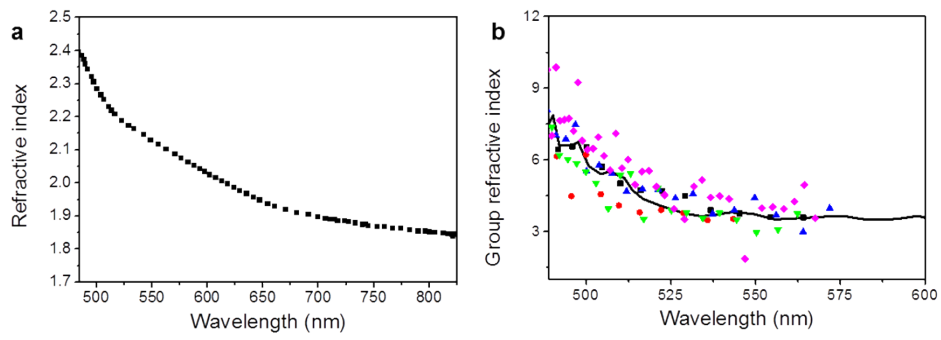 a
2.5
2.4
2.3
2.2
2.1
2.0
1.9
1.8
1.7
Refractive index
500 550 600 650 700 750 800
Wavelength (nm)
b
12
9
6
3
Group refractive index
500 525 550 575 600
Wavelength (nm)